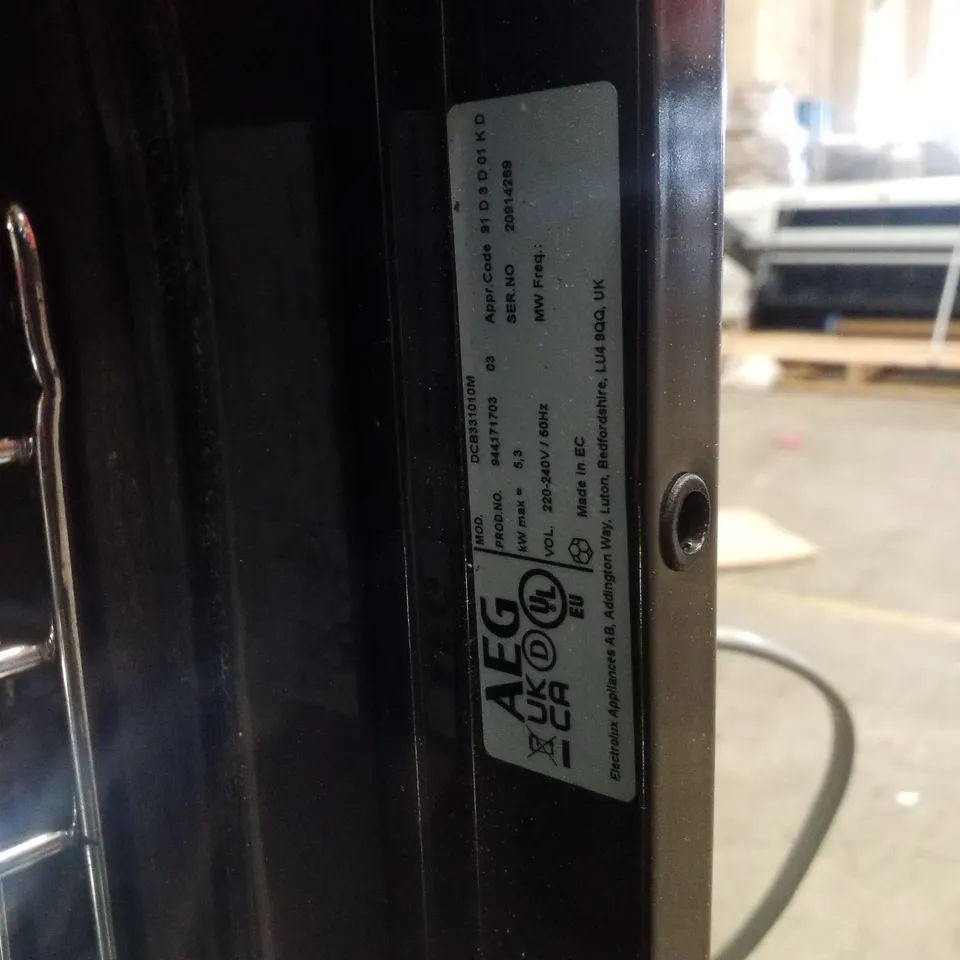 AEG
UK
CA
D
UL
EU
MOD. DCB331010M
PROD.NO. 944171703 03 Appr.Code 91 D 3 D 01 K D
kW max = 5,3 SER.NO 20914269
VOL. 220-240V / 50Hz MW Freq.:
Made in EC
Electrolux Appliances AB, Addington Way, Luton, Bedfordshire, LU4 9QQ, UK